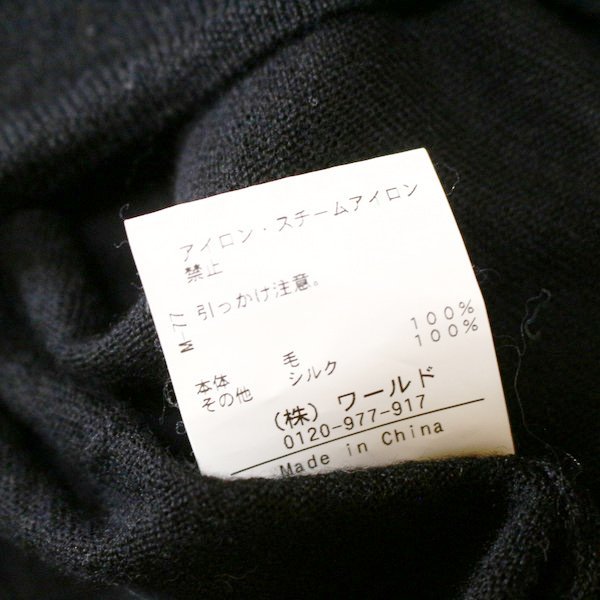 アイロン・スチームアイロン
禁止
引っかけ注意。
M-77
本体 毛 100%
その他 シルク 100%
(株) ワールド
0120-977-917
Made in China